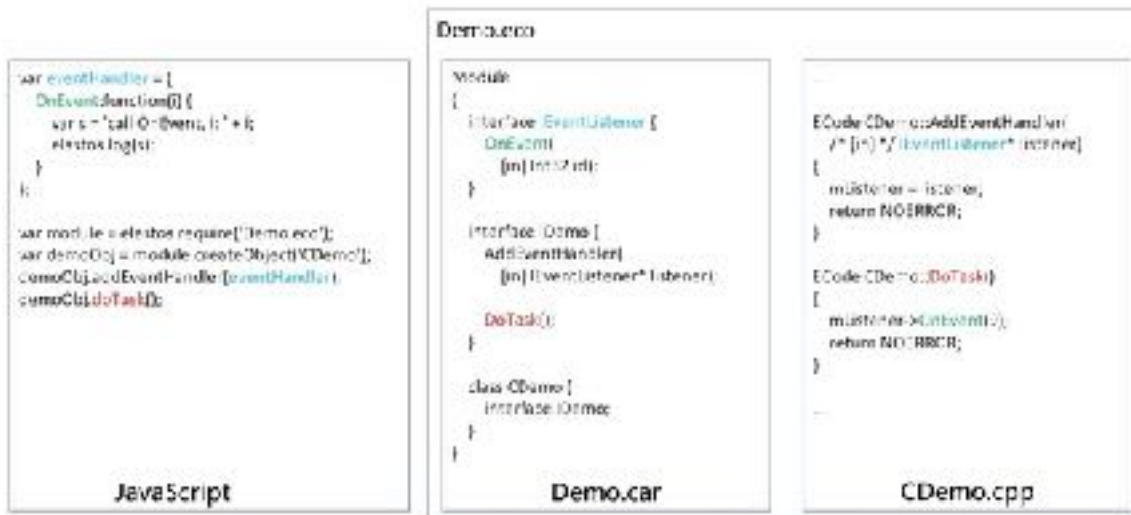 Demo.eco
var eventHandler = {
OnEvent:function(i) {
var s = "call OnEvent, i: " + i;
elastos.log(s);
}
};
var module = elastos.require('Demo.eco');
var demoObj = module.createObject('CDemo');
demoObj.addEventHandler(eventHandler);
demoObj.doTask();
JavaScript
Module
{
interface IEventListener {
OnEvent(
[in] Int32 id);
}
interface IDemo {
AddEventHandler(
[in] IEventListener* listener);
DoTask();
}
class CDemo {
interface IDemo;
}
}
Demo.car
...
ECode CDemo::AddEventHandler(
/* [in] */ IEventListener* listener)
{
mListener = listener;
return NOERROR;
}
ECode CDemo::DoTask()
{
mListener->OnEvent(
return NOERROR;
}
...
CDemo.cpp